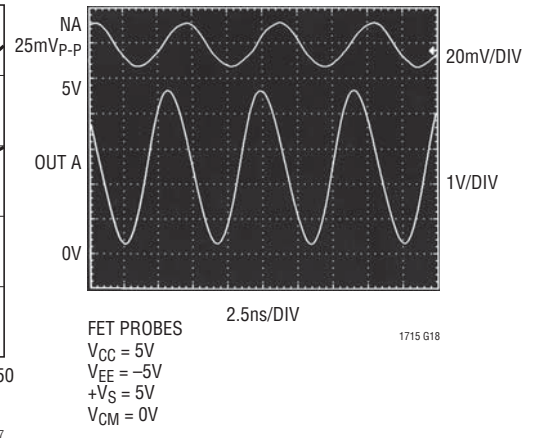 NA
25mVP-P
20mV/DIV
5V
OUT A
1V/DIV
0V
2.5ns/DIV
FET PROBES
VCC = 5V
VEE = –5V
+VS = 5V
VCM = 0V
1715 G18
50
7